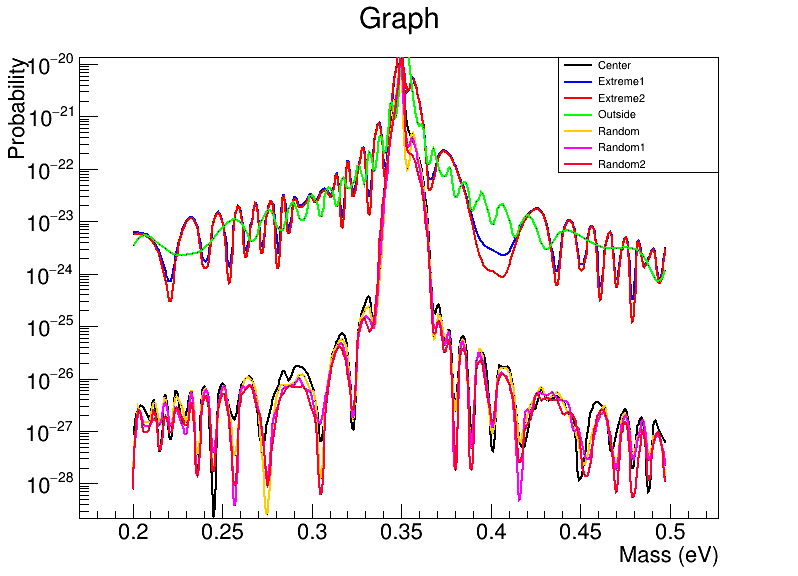 Graph
Probability
10⁻²⁰
10⁻²¹
10⁻²²
10⁻²³
10⁻²⁴
10⁻²⁵
10⁻²⁶
10⁻²⁷
10⁻²⁸
Center
Extreme1
Extreme2
Outside
Random
Random1
Random2
0.2 0.25 0.3 0.35 0.4 0.45 0.5
Mass (eV)